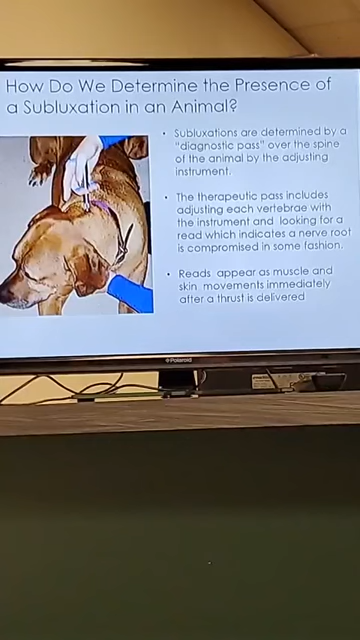 How Do We Determine the Presence of
a Subluxation in an Animal?
• Subluxations are determined by a
"diagnostic pass" over the spine
of the animal by the adjusting
instrument.
• The therapeutic pass includes
adjusting each vertebrae with
the instrument and looking for a
read which indicates a nerve root
is compromised in some fashion.
• Reads appear as muscle and
skin movements immediately
after a thrust is delivered
Polaroid